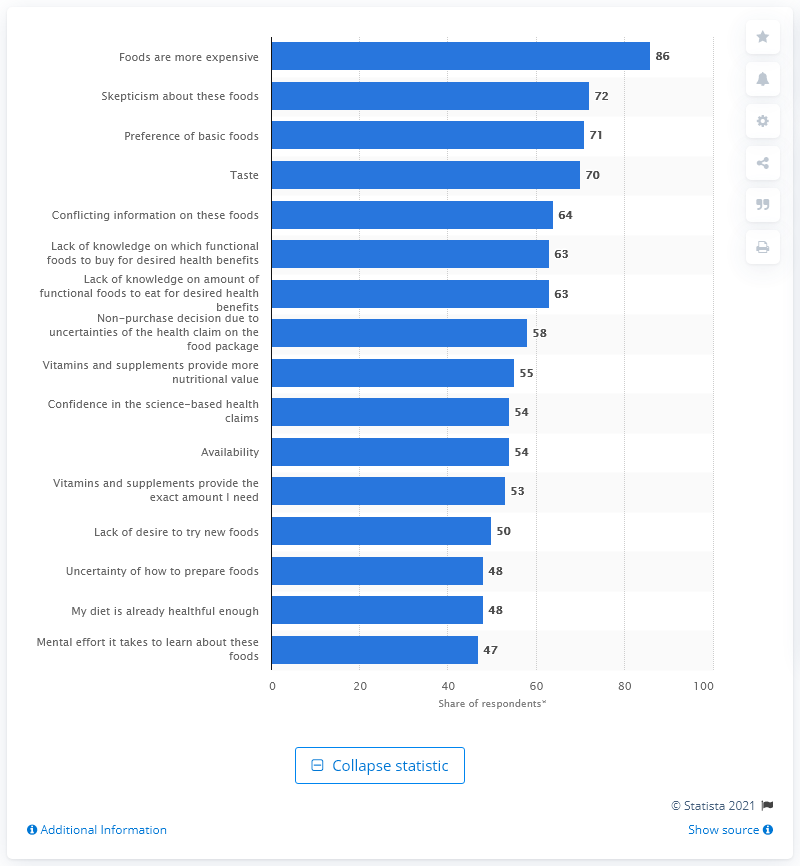 Foods are more expensive
86
Skepticism about these foods
72
Preference of basic foods
71
Taste
70
Conflicting information on these foods
64
Lack of knowledge on which functional
foods to buy for desired health benefits
63
Lack of knowledge on amount of
functional foods to eat for desired health
benefits
63
Non-purchase decision due to
uncertainties of the health claim on the
food package
58
Vitamins and supplements provide more
nutritional value
55
Confidence in the science-based health
claims
54
Availability
54
Vitamins and supplements provide the
exact amount I need
53
Lack of desire to try new foods
50
Uncertainty of how to prepare foods
48
My diet is already healthful enough
48
Mental effort it takes to learn about these
foods
47
0 20 40 60 80 100
Share of respondents*
Collapse statistic
© Statista 2021
Additional Information
Show source